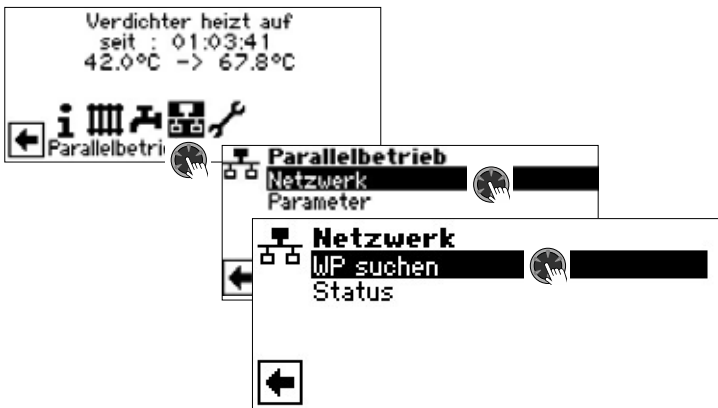 Verdichter heizt auf
seit : 01:03:41
42.0°C -> 67.8°C
Parallelbetri
Parallelbetrieb
Netzwerk
Parameter
Netzwerk
WP suchen
Status